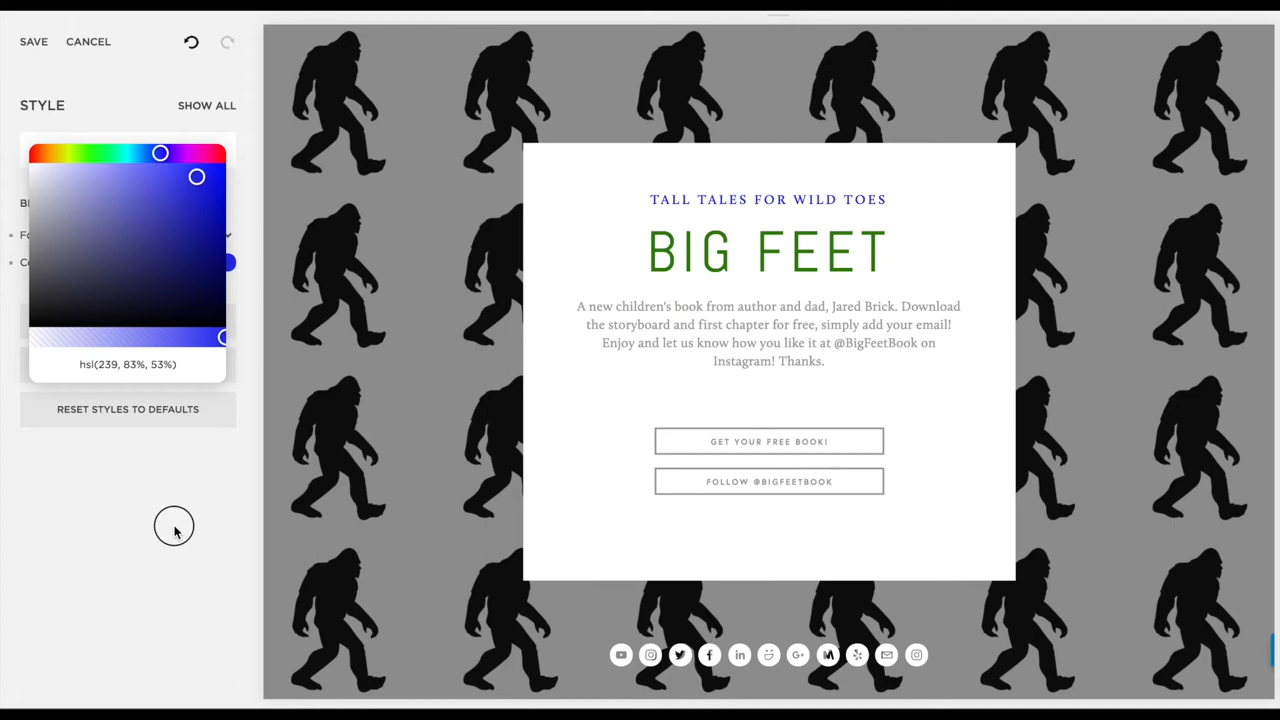 SAVE CANCEL
STYLE SHOW ALL
hsl(239, 83%, 53%)
RESET STYLES TO DEFAULTS
TALL TALES FOR WILD TOES
BIG FEET
A new children's book from author and dad, Jared Brick. Download
the storyboard and first chapter for free, simply add your email!
Enjoy and let us know how you like it at @BigFeetBook on
Instagram! Thanks.
GET YOUR FREE BOOK!
FOLLOW @BIGFEETBOOK